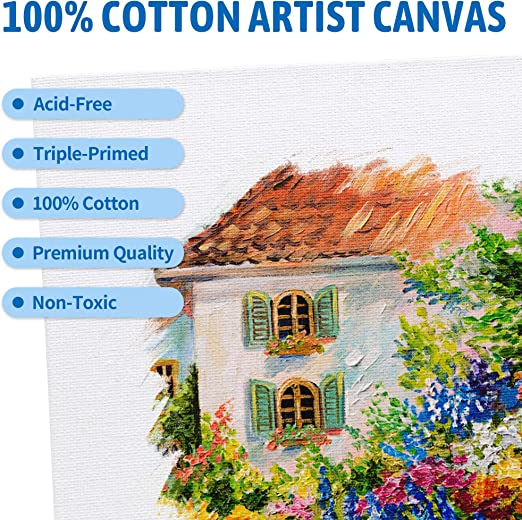 100% COTTON ARTIST CANVAS
Acid-Free
Triple-Primed
100% Cotton
Premium Quality
Non-Toxic